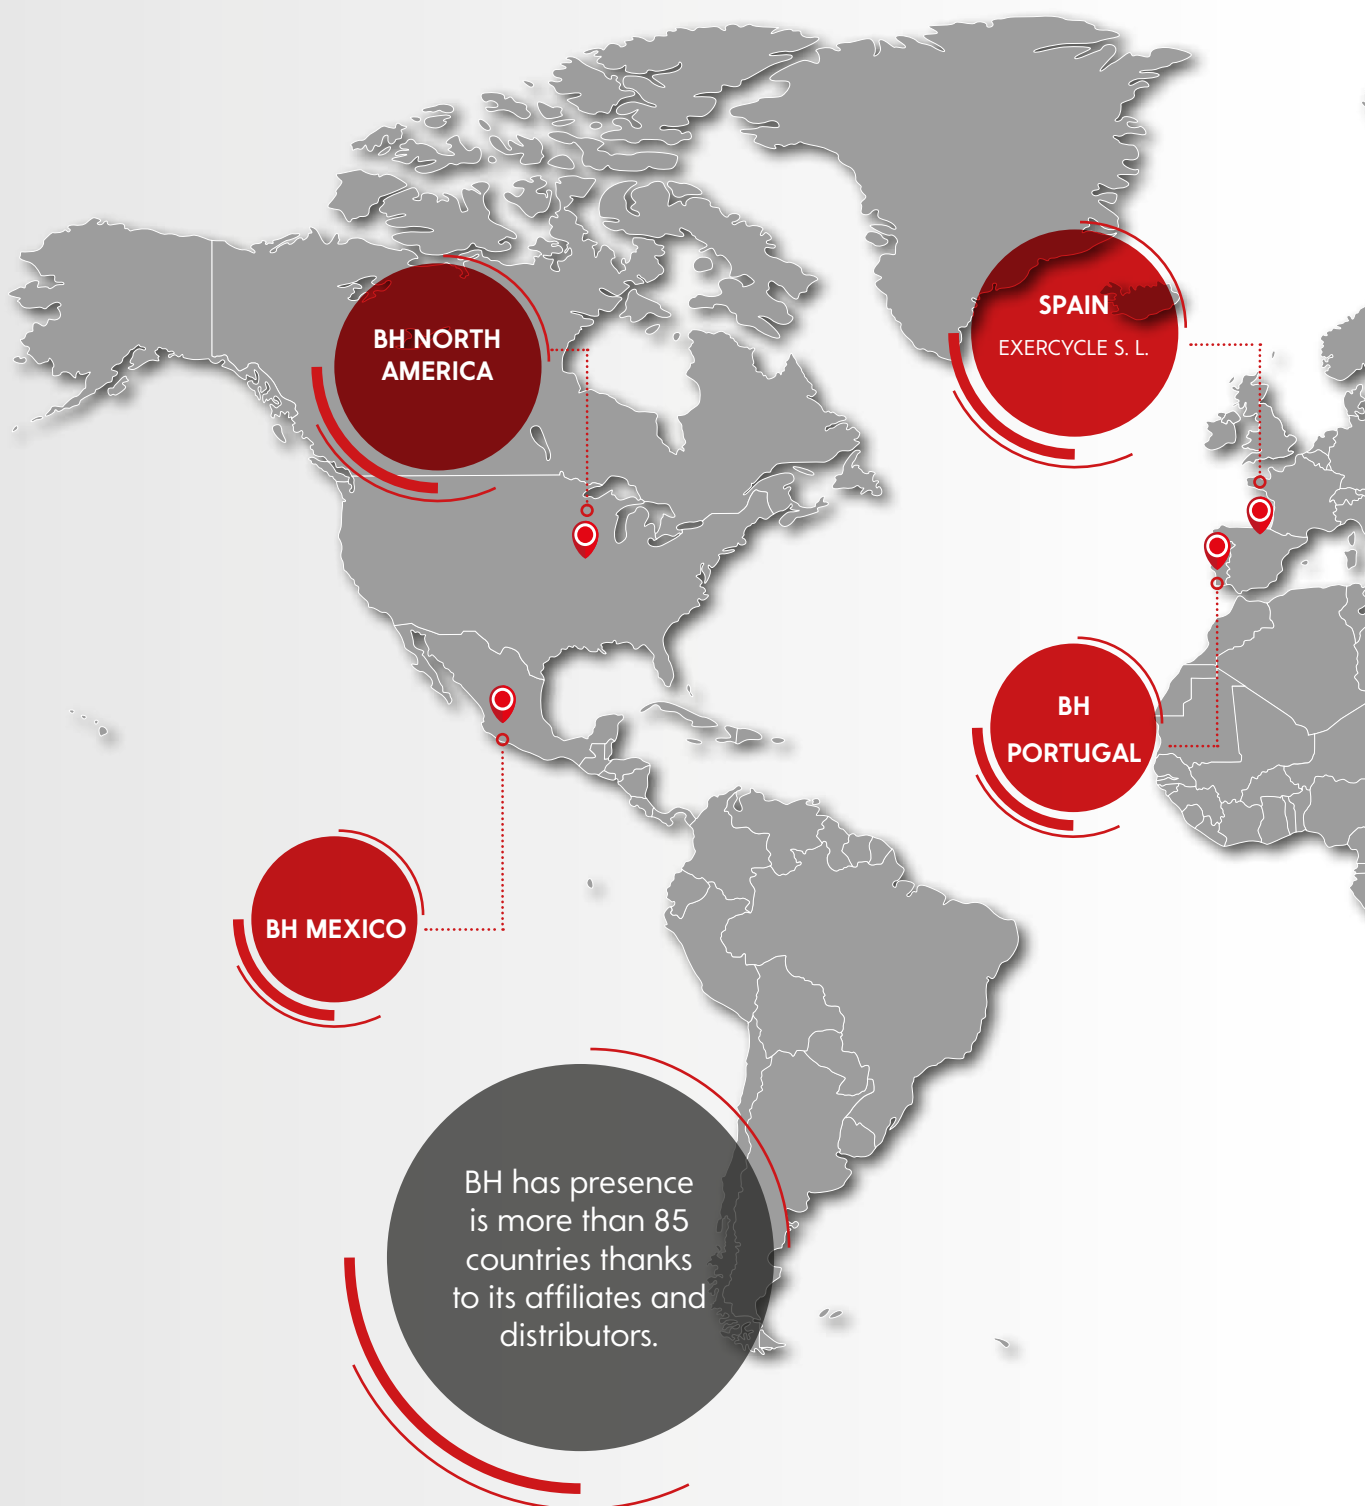 BH NORTH
AMERICA
SPAIN
EXERCYCLE S. L.
BH
PORTUGAL
BH MEXICO
BH has presence
is more than 85
countries thanks
to its affiliates and
distributors.